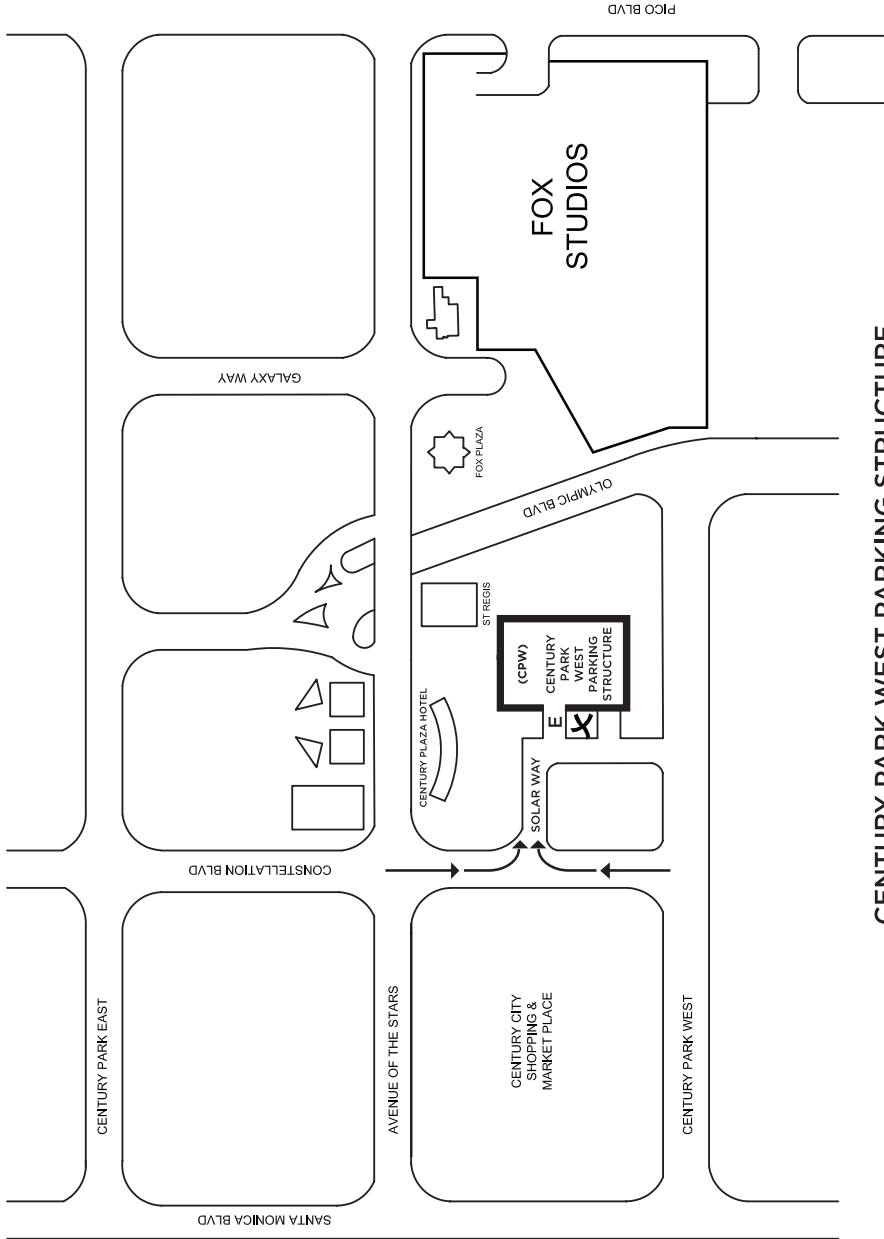 PICO BLVD
FOX
STUDIOS
GALAXY WAY
FOX PLAZA
OLYMPIC BLVD
ST REGIS
(CPW)
CENTURY
PARK
WEST
PARKING
STRUCTURE
E
CENTURY PLAZA HOTEL
SOLAR WAY
CONSTELLATION BLVD
CENTURY PARK EAST
AVENUE OF THE STARS
CENTURY CITY
SHOPPING &
MARKET PLACE
CENTURY PARK WEST
SANTA MONICA BLVD
CENTURY PARK WEST PARKING STRUCTURE